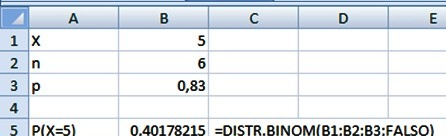 A B C D E
1 X 5
2 n 6
3 p 0,83
4
5 P(X=5) 0,40178215 =DISTR.BINOM(B1;B2;B3;FALSO)